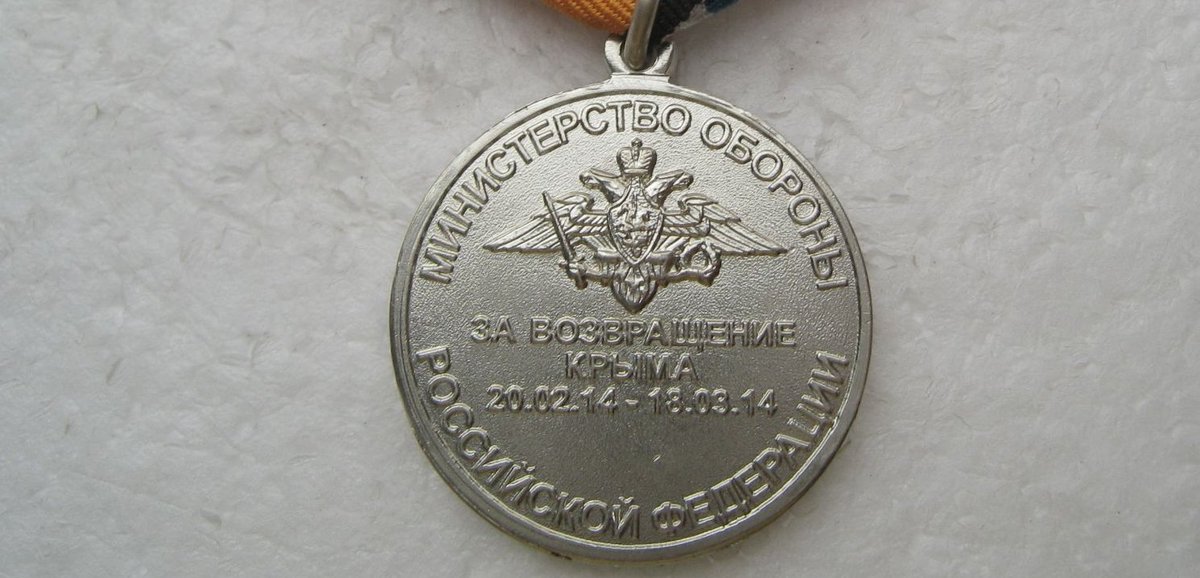 МИНИСТЕРСТВО ОБОРОНЫ
ЗА ВОЗВРАЩЕНИЕ
КРЫМА
20.02.14 - 18.03.14
РОССИЙСКОЙ ФЕДЕРАЦИИ